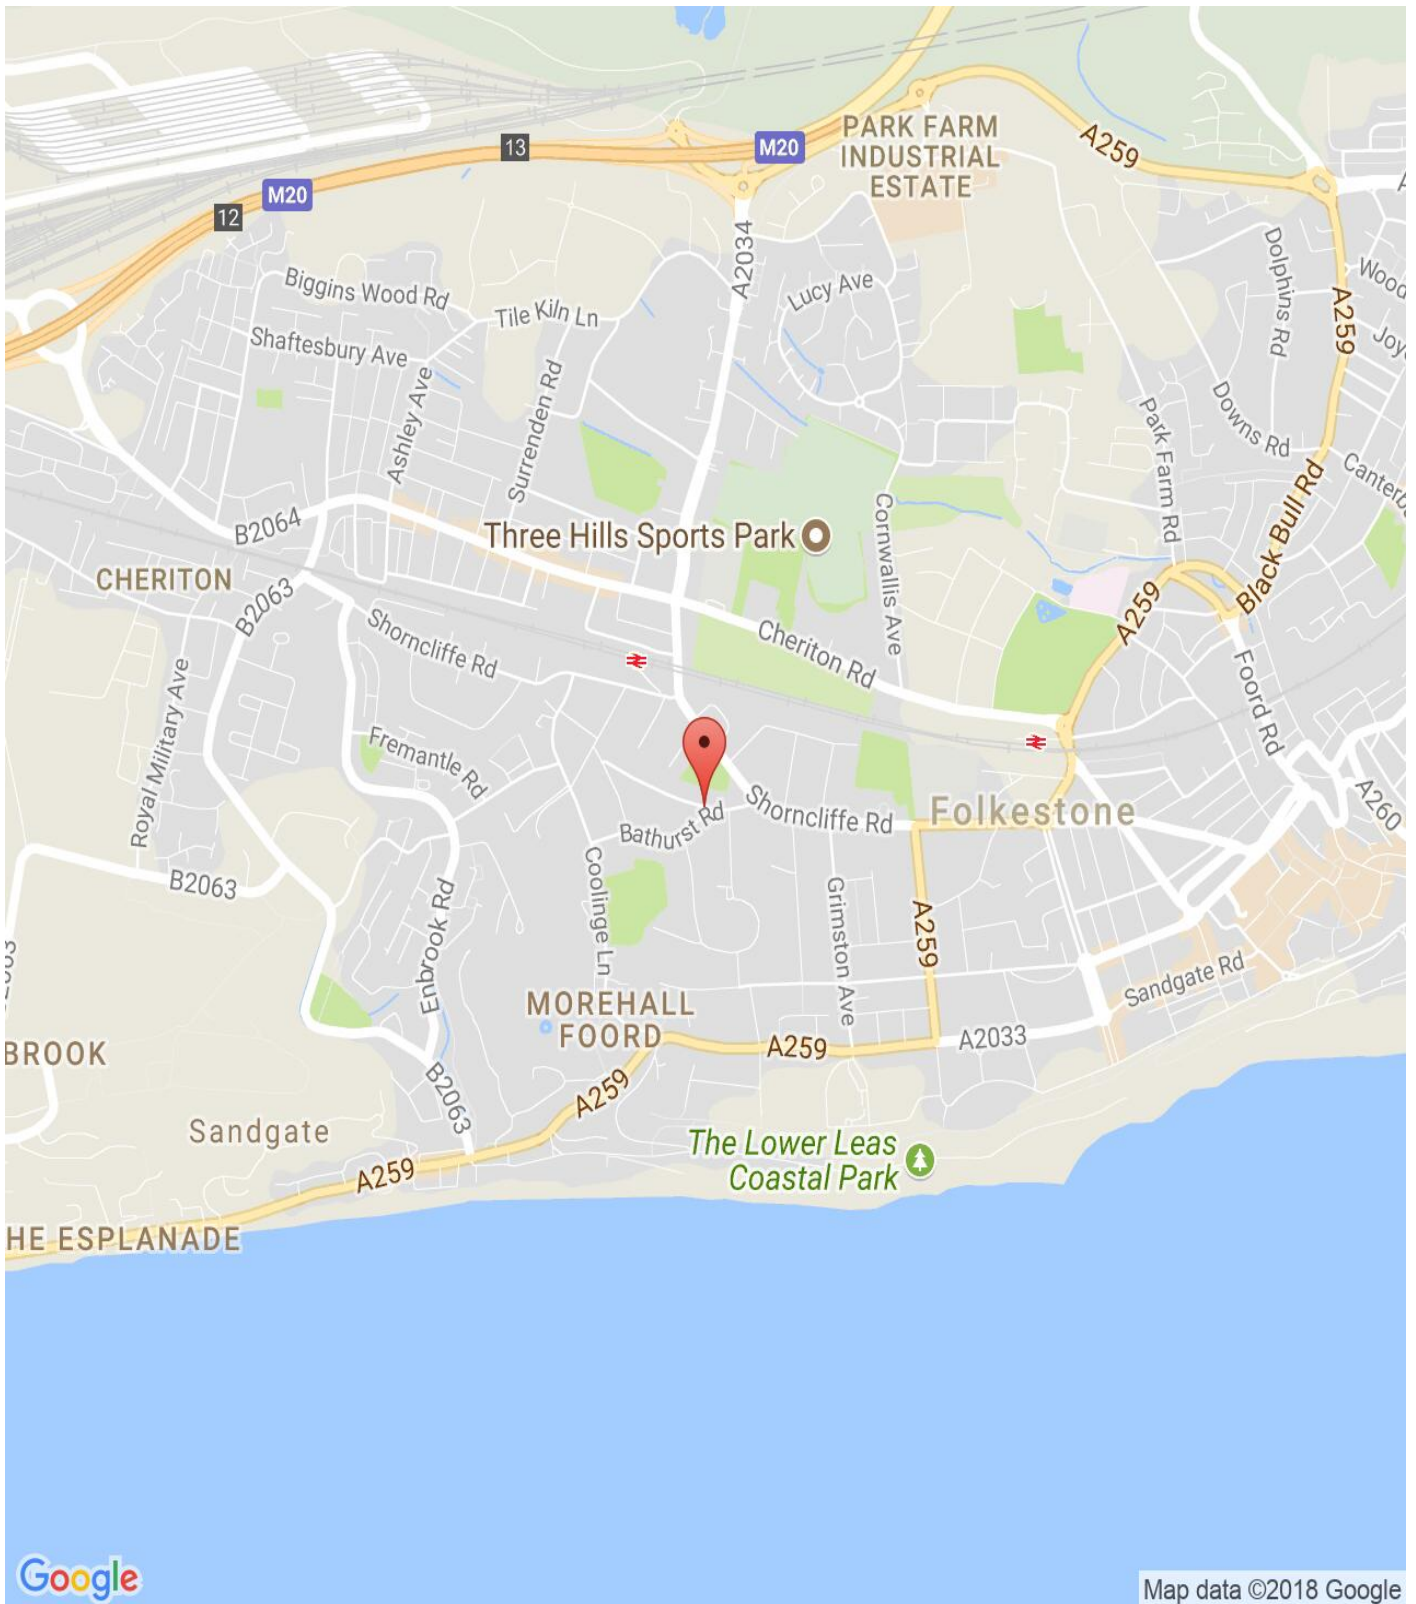 PARK FARM
INDUSTRIAL
ESTATE
A259
13
M20
M20
12
A2034
Dolphins Rd
Biggins Wood Rd
Lucy Ave
Tile Kiln Ln
A259
Shaftesbury Ave
Ashley Ave
Surrenden Rd
Park Farm Rd
Downs Rd
B2064
Three Hills Sports Park
Cornwallis Ave
Black Bull Rd
CHERITON
B2063
Shorncliffe Rd
Cheriton Rd
A259
Foord Rd
Royal Military Ave
Fremantle Rd
Bathurst Rd
Shorncliffe Rd
Folkestone
A260
B2063
Coolinge Ln
Grimston Ave
A259
Enbrook Rd
Sandgate Rd
MOREHALL
FOORD
A259
A2033
BROOK
B2063
A259
Sandgate
The Lower Leas
Coastal Park
A259
HE ESPLANADE
Google
Map data ©2018 Google